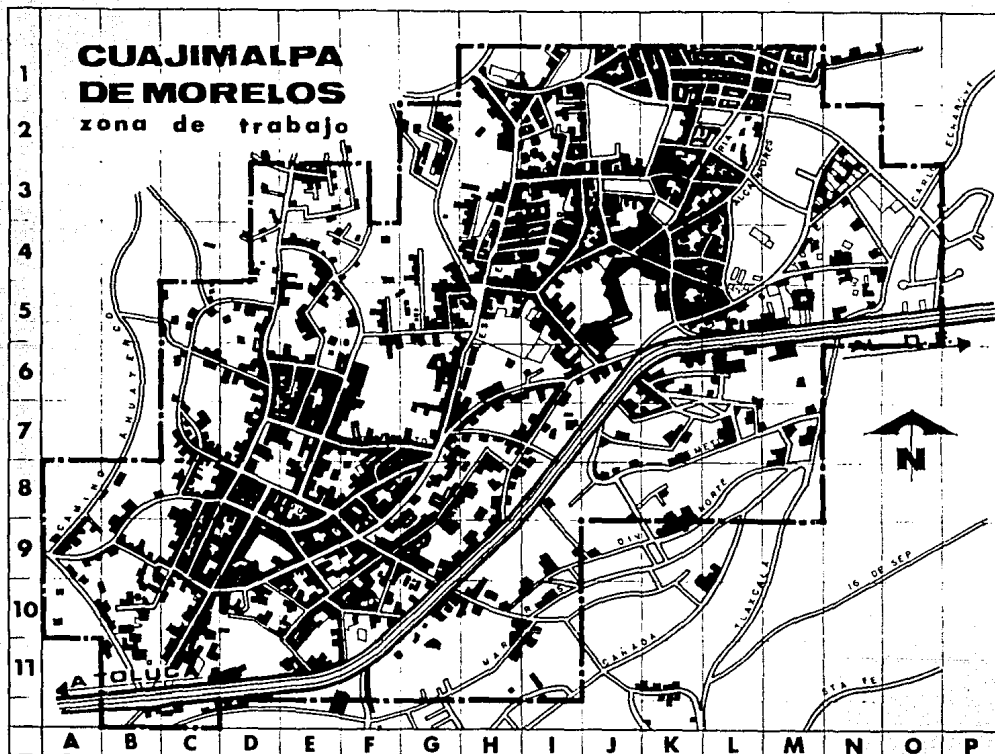 CUAJIMALPA
DE MORELOS
zona de trabajo
1
2
3
4
5
6
7
8
9
10
11
A B C D E F G H I J K L M N O P
N
A TOLUCA
CAMINO AHUATENCO
ECHANOVE
DIV NORTE
TLAXCALA
16 DE SEP
CAÑADA
STA FE